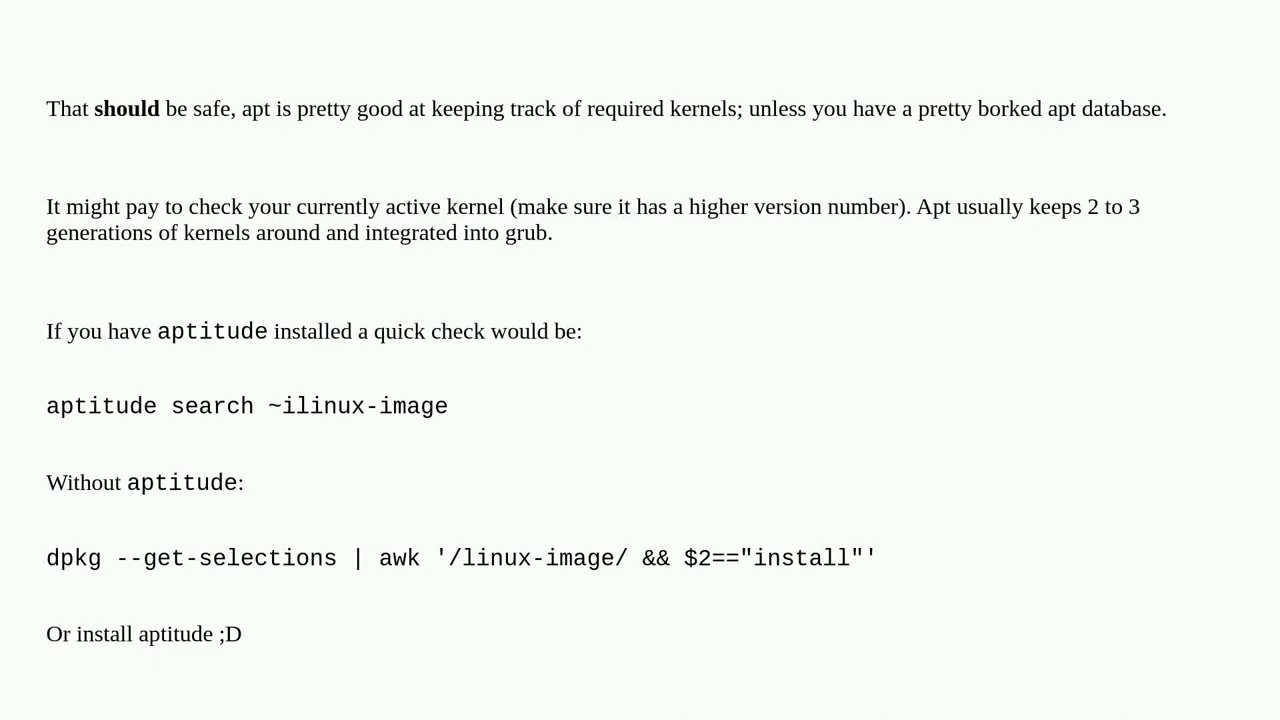 That should be safe, apt is pretty good at keeping track of required kernels; unless you have a pretty borked apt database.
It might pay to check your currently active kernel (make sure it has a higher version number). Apt usually keeps 2 to 3
generations of kernels around and integrated into grub.
If you have aptitude installed a quick check would be:
aptitude search ~ilinux-image
Without aptitude:
dpkg --get-selections | awk '/linux-image/ && $2=="install"'
Or install aptitude ;D